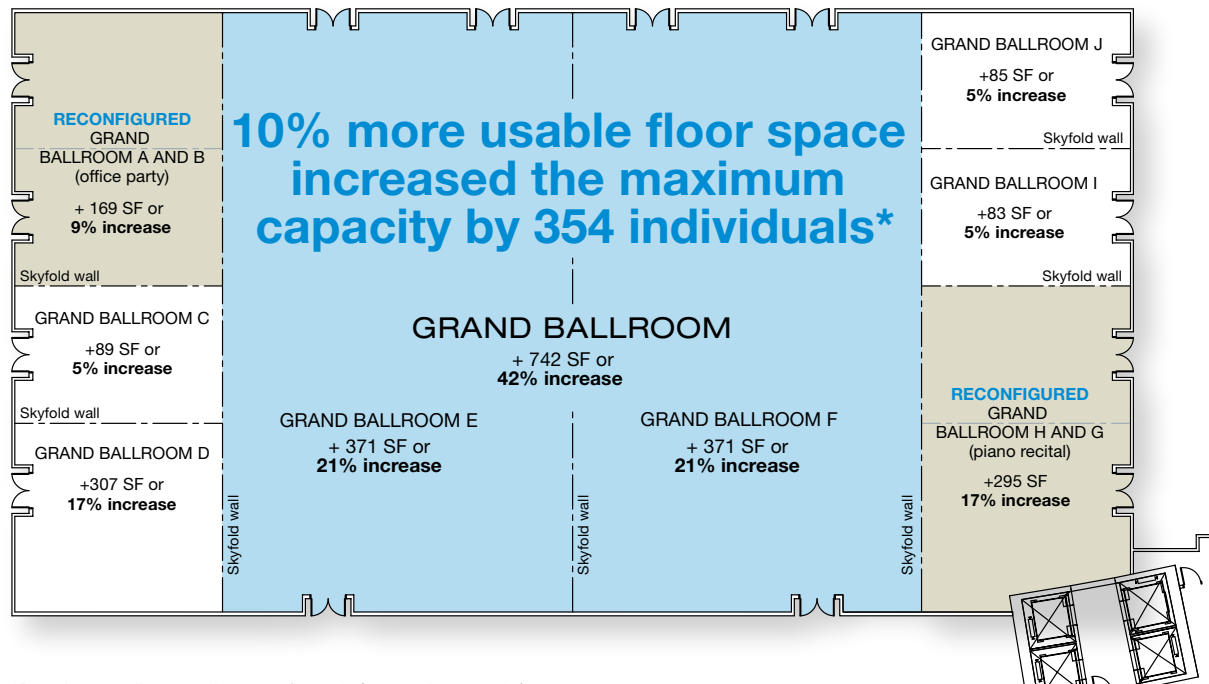 RECONFIGURED
GRAND
BALLROOM A AND B
(office party)
+ 169 SF or
9% increase
Skyfold wall
GRAND BALLROOM C
+89 SF or
5% increase
Skyfold wall
GRAND BALLROOM D
+307 SF or
17% increase
10% more usable floor space
increased the maximum
capacity by 354 individuals*
GRAND BALLROOM
+ 742 SF or
42% increase
GRAND BALLROOM E
+ 371 SF or
21% increase
Skyfold wall
GRAND BALLROOM F
+ 371 SF or
21% increase
Skyfold wall
Skyfold wall
GRAND BALLROOM J
+85 SF or
5% increase
Skyfold wall
GRAND BALLROOM I
+83 SF or
5% increase
Skyfold wall
RECONFIGURED
GRAND
BALLROOM H AND G
(piano recital)
+295 SF
17% increase